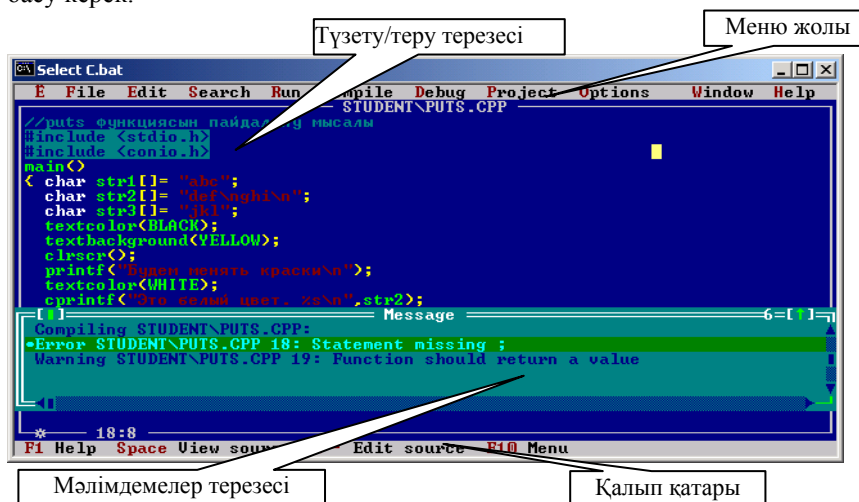 басу керек.
Түзету/теру терезесі
Меню жолы
Select C.bat
Ë File Edit Search Run mpile Debug Project Options Window Help
STUDENT\PUTS.CPP
//puts функциясын пайда у мысалы
#include <stdio.h>
#include <conio.h>
main()
{ char str1[]= "abc";
char str2[]= "def\nghi\n";
char str3[]= "jkl";
textcolor(BLACK);
textbackground(YELLOW);
clrscr();
printf("Будем менять краски\n");
textcolor(WHITE);
cprintf("Это белый цвет. %s\n",str2);
Message 6=[↑]
Compiling STUDENT\PUTS.CPP:
•Error STUDENT\PUTS.CPP 18: Statement missing ;
Warning STUDENT\PUTS.CPP 19: Function should return a value
18:8
F1 Help Space View sour Edit source F10 Menu
Мәлімдемелер терезесі
Қалып қатары